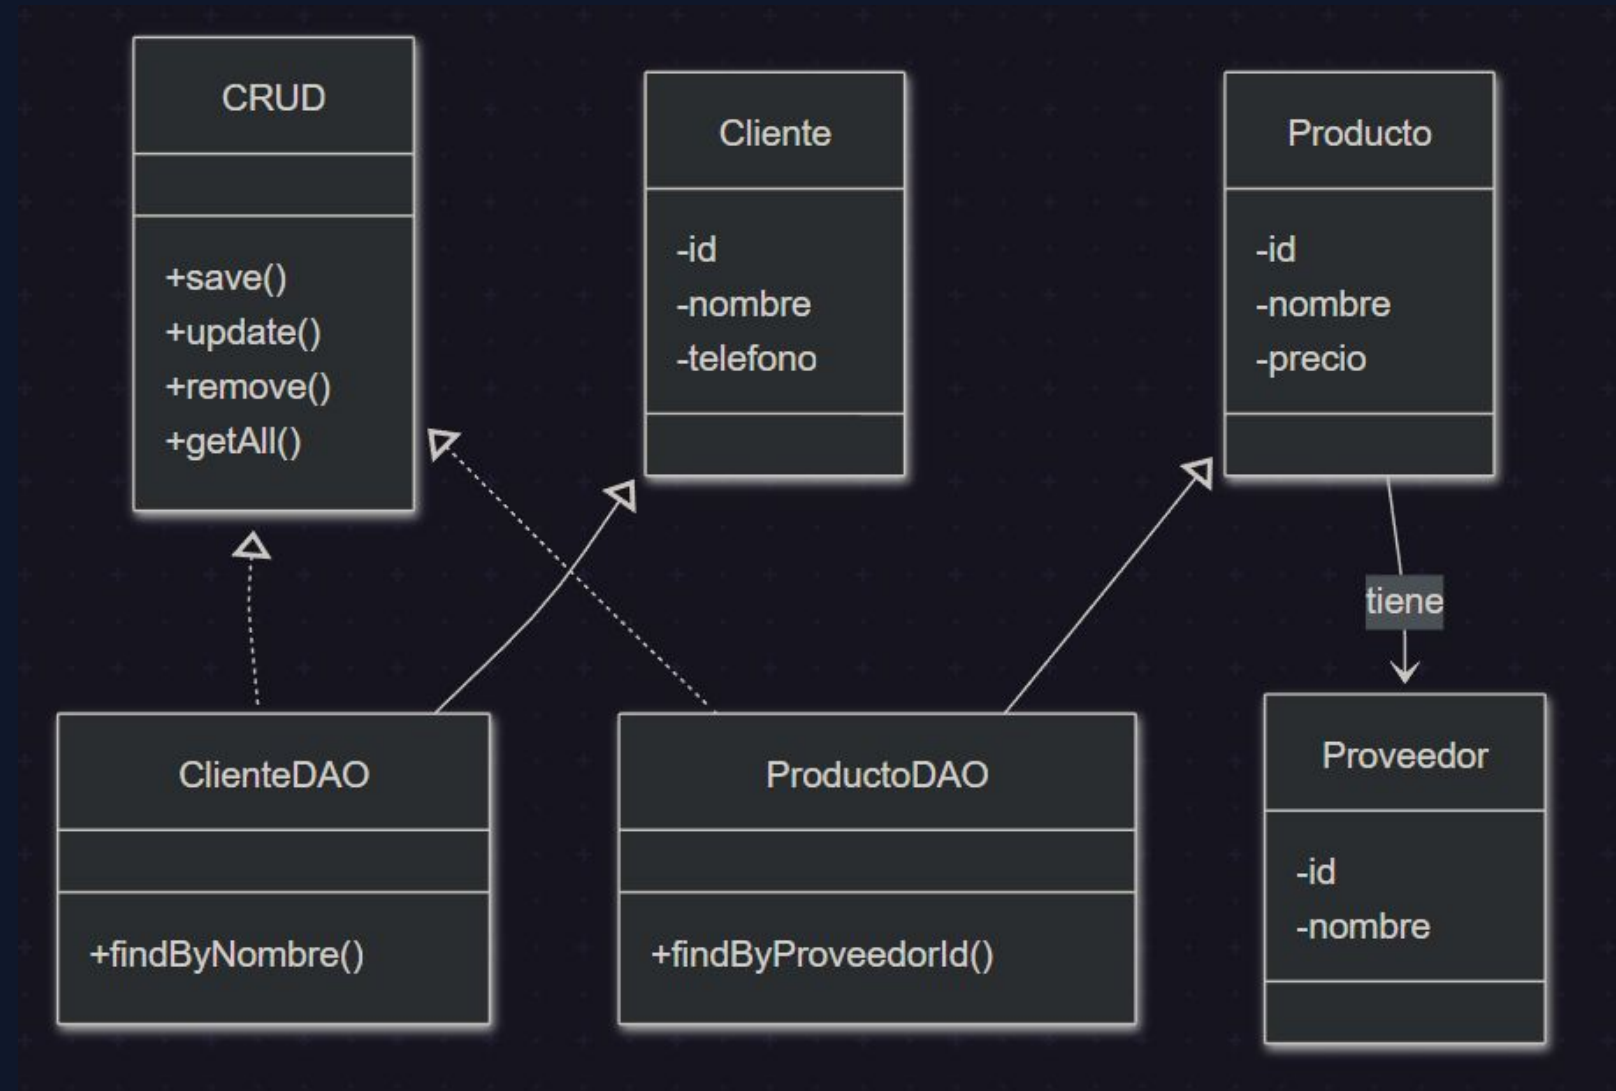 CRUD
+save()
+update()
+remove()
+getAll()
Cliente
-id
-nombre
-telefono
Producto
-id
-nombre
-precio
tiene
ClienteDAO
+findByNombre()
ProductoDAO
+findByProveedorId()
Proveedor
-id
-nombre